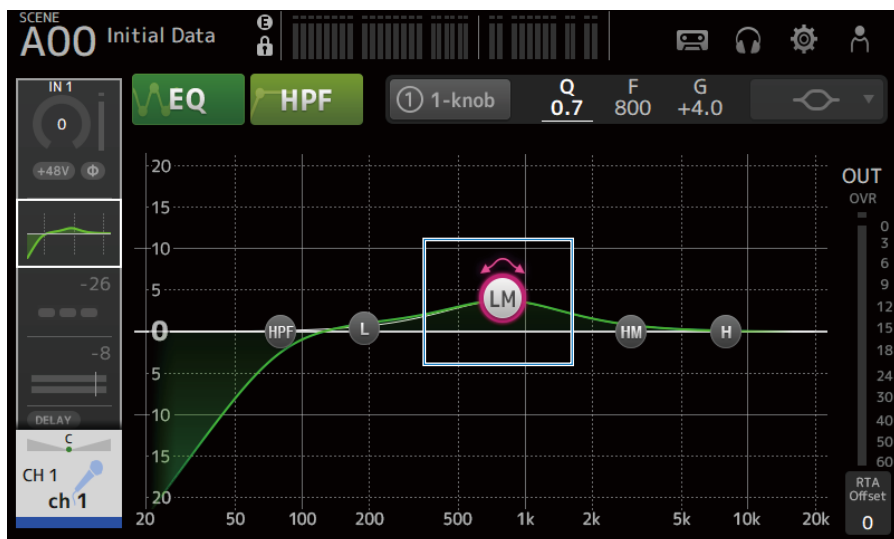 SCENE
A00 Initial Data
E
IN 1
0
+48V Φ
-26
-8
DELAY
C
CH 1
ch 1
EQ
HPF
1 1-knob
Q F G
0.7 800 +4.0
20
15
10
5
0
5
10
15
20
HPF L LM HM H
20 50 100 200 500 1k 2k 5k 10k 20k
OUT
OVR
0
3
6
9
12
15
18
24
30
40
50
60
RTA
Offset
0